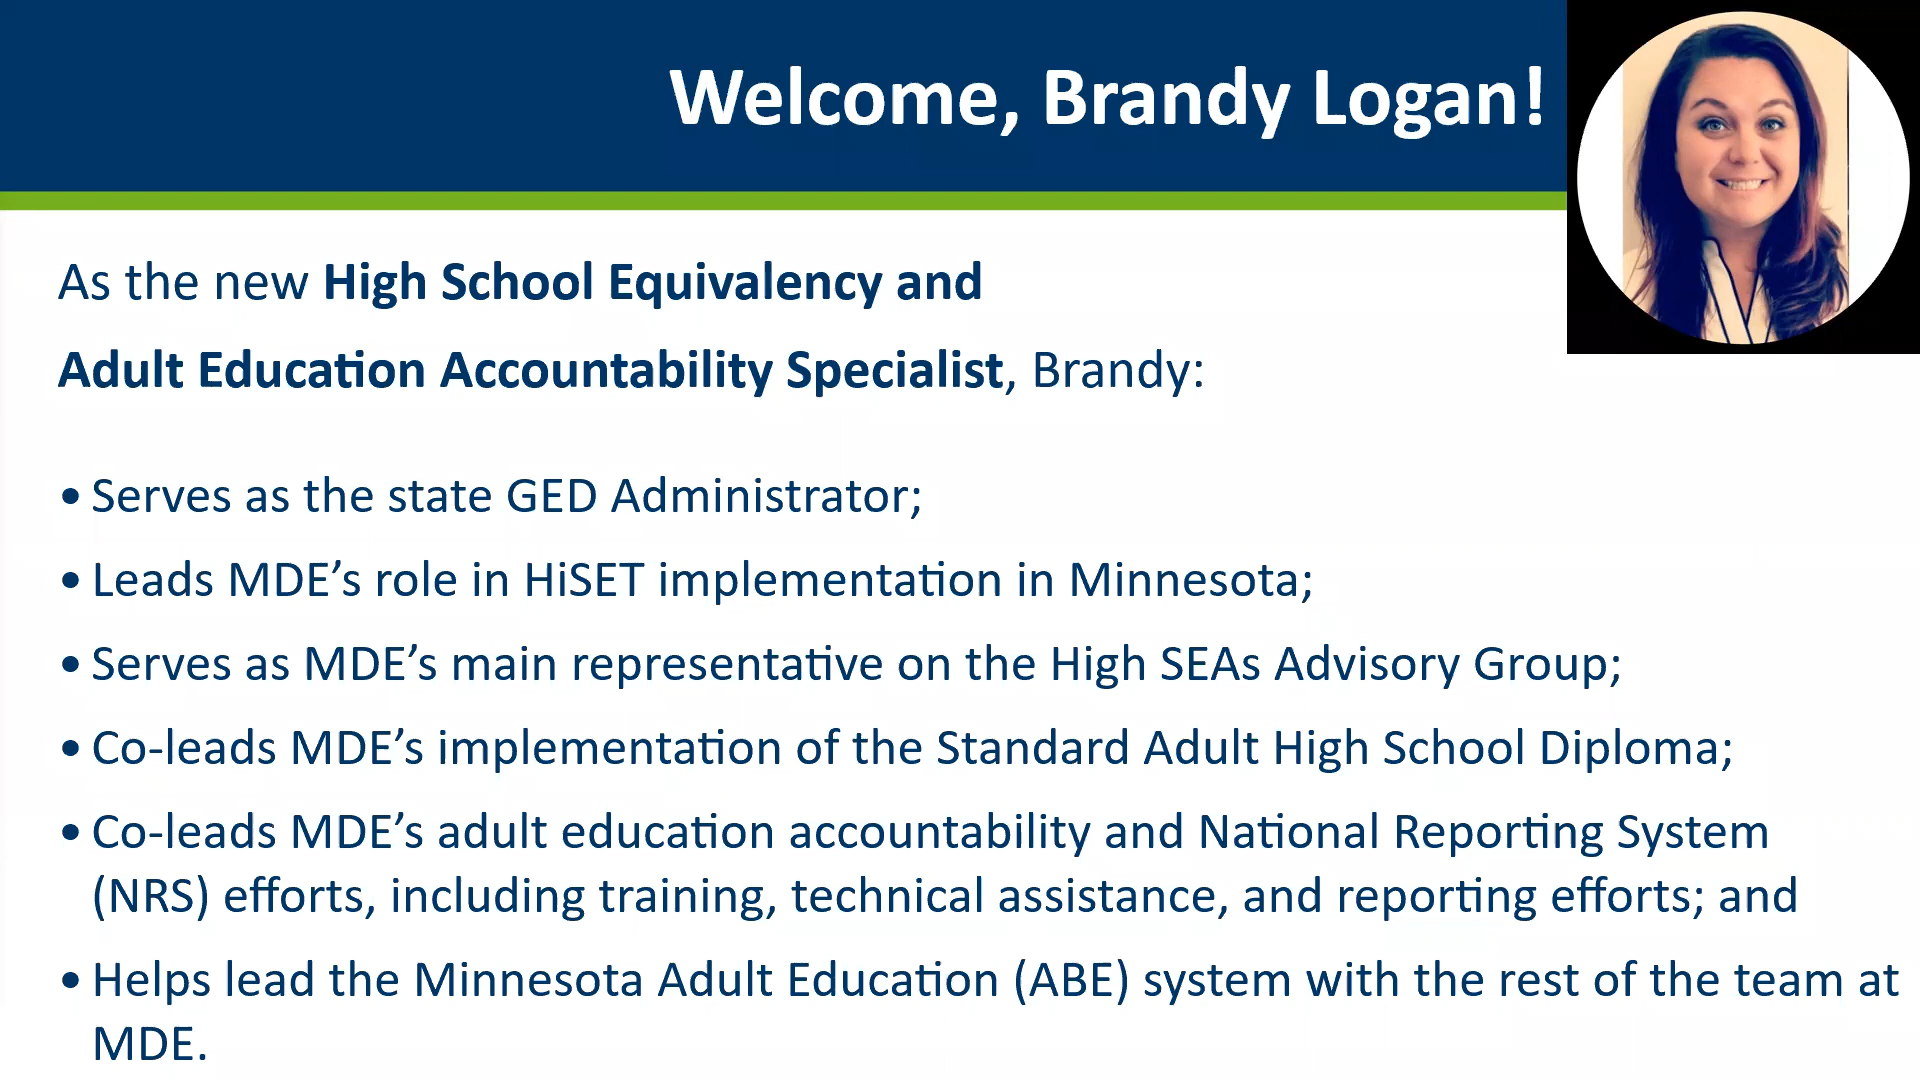 Welcome, Brandy Logan!
As the new High School Equivalency and
Adult Education Accountability Specialist, Brandy:
• Serves as the state GED Administrator;
• Leads MDE’s role in HiSET implementation in Minnesota;
• Serves as MDE’s main representative on the High SEAs Advisory Group;
• Co-leads MDE’s implementation of the Standard Adult High School Diploma;
• Co-leads MDE’s adult education accountability and National Reporting System
(NRS) efforts, including training, technical assistance, and reporting efforts; and
• Helps lead the Minnesota Adult Education (ABE) system with the rest of the team at
MDE.